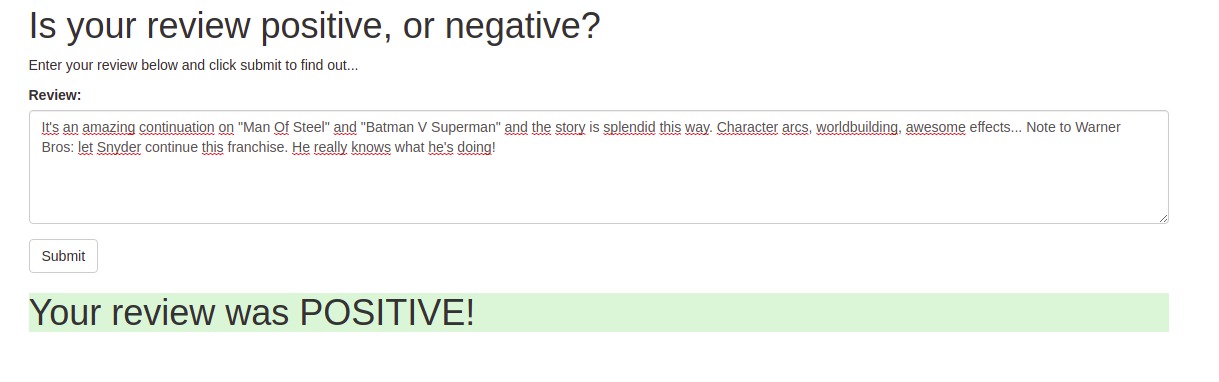 Is your review positive, or negative?
Enter your review below and click submit to find out...
Review:
It's an amazing continuation on "Man Of Steel" and "Batman V Superman" and the story is splendid this way. Character arcs, worldbuilding, awesome effects... Note to Warner
Bros: let Snyder continue this franchise. He really knows what he's doing!
Submit
Your review was POSITIVE!